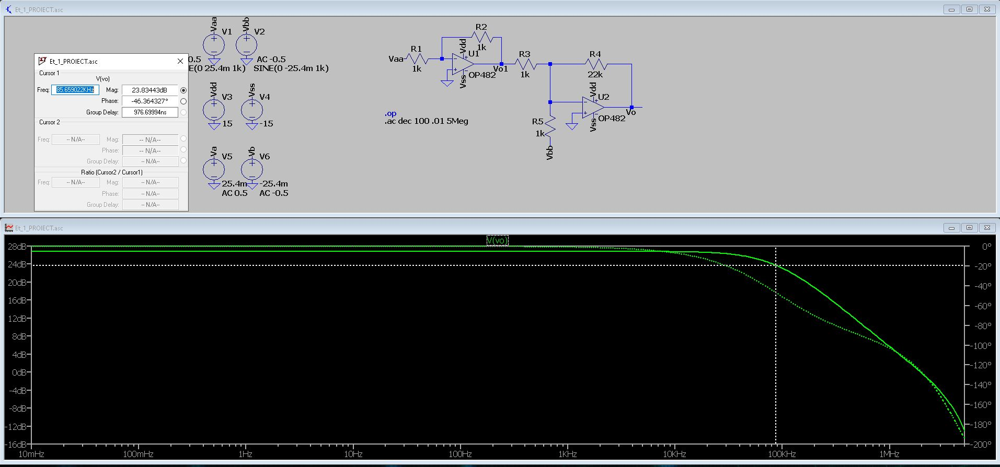 Et_1_PROIECT.asc
Vaa
V1
Vbb
V2
0.5
AC -0.5
E(0 25.4m 1k)
SINE(0 -25.4m 1k)
Vdd
V3
15
Vss
V4
-15
Va
V5
25.4m
AC 0.5
Vb
V6
-25.4m
AC -0.5
Et_1_PROIECT.asc
Cursor 1
V(vo)
Freq: 85.659022KHz Mag: 23.83443dB
Phase: -46.364327°
Group Delay: 976.69994ns
Cursor 2
Freq: -- N/A-- Mag: -- N/A--
Phase: -- N/A--
Group Delay: -- N/A--
Ratio (Cursor2 / Cursor1)
Freq: -- N/A-- Mag: -- N/A--
Phase: -- N/A--
Group Delay: -- N/A--
Vaa
R1
1k
R2
1k
Vdd
U1
Vss
OP482
Vo1
R3
1k
R4
22k
Vdd
U2
Vss
OP482
Vo
R5
1k
Vbb
.op
.ac dec 100 .01 5Meg
Et_1_PROIECT.asc
V(vo)
28dB
24dB
20dB
16dB
12dB
8dB
4dB
0dB
-4dB
-8dB
-12dB
-16dB
0°
-20°
-40°
-60°
-80°
-100°
-120°
-140°
-160°
-180°
-200°
10mHz 100mHz 1Hz 10Hz 100Hz 1KHz 10KHz 100KHz 1MHz